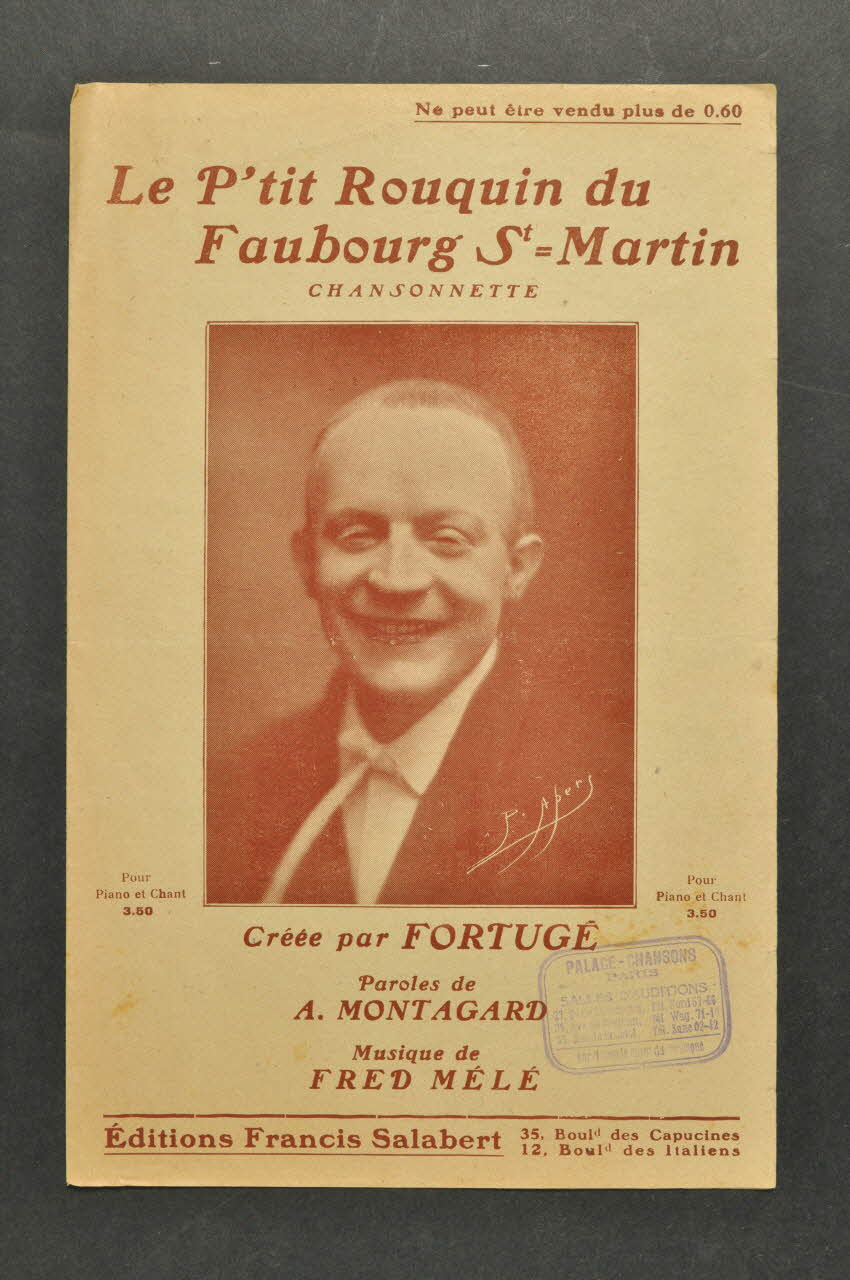 Ne peut être vendu plus de 0.60
Le P'tit Rouquin du
Faubourg St=Martin
CHANSONNETTE
P. Apers
Pour
Piano et Chant
3.50
Pour
Piano et Chant
3.50
Créée par FORTUGÉ
Paroles de
A. MONTAGARD
Musique de
FRED MÉLÉ
PALACE-CHANSONS
PARIS
SALLES D'AUDITIONS
Éditions Francis Salabert
35, Bould des Capucines
12, Bould des Italiens